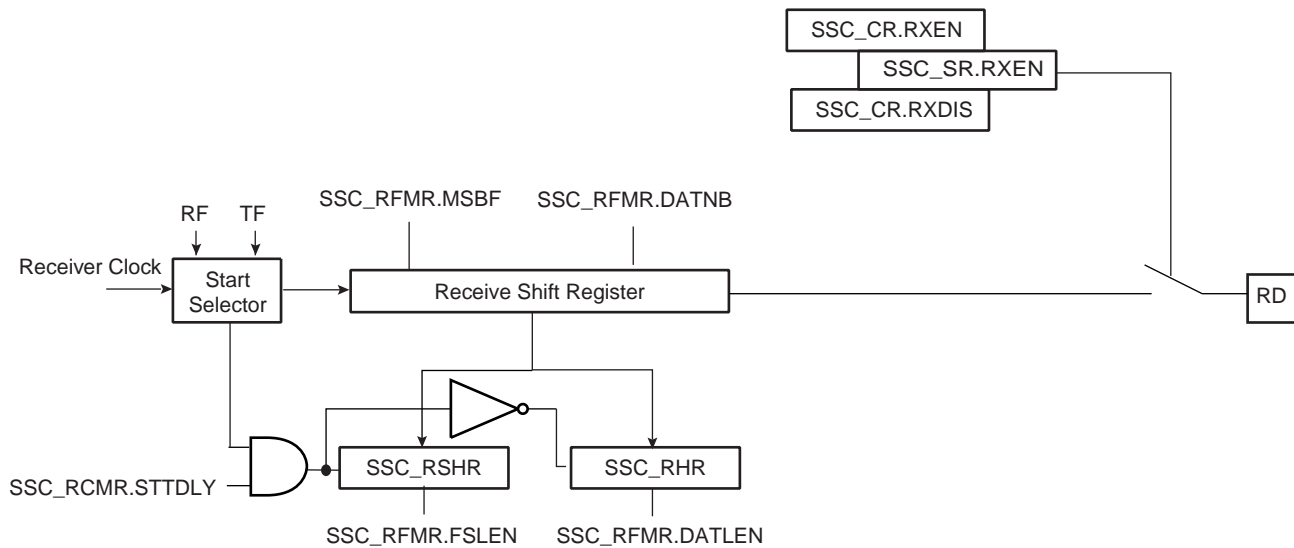 SSC_CR.RXEN
SSC_SR.RXEN
SSC_CR.RXDIS
SSC_RFMR.MSBF
SSC_RFMR.DATNB
RF
TF
Receiver Clock
Start
Selector
Receive Shift Register
RD
SSC_RSHR
SSC_RHR
SSC_RCMR.STTDLY
SSC_RFMR.FSLEN
SSC_RFMR.DATLEN